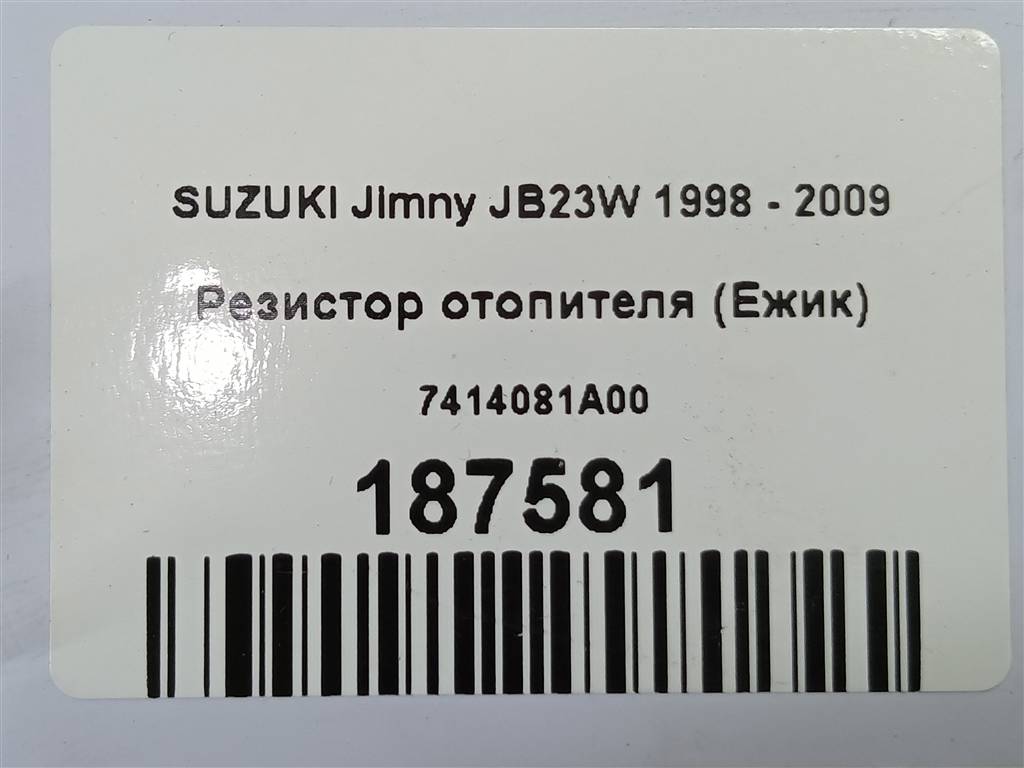 SUZUKI Jimny JB23W 1998 - 2009
Резистор отопителя (Ежик)
7414081A00
187581